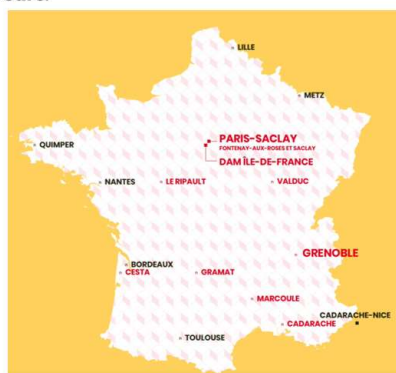 LILLE
METZ
PARIS-SACLAY
FONTENAY-AUX-ROSES ET SACLAY
QUIMPER
DAM ÎLE-DE-FRANCE
NANTES
LE RIPAULT
VALDUC
GRENOBLE
BORDEAUX
CESTA
GRAMAT
MARCOULE
CADARACHE-NICE
CADARACHE
TOULOUSE